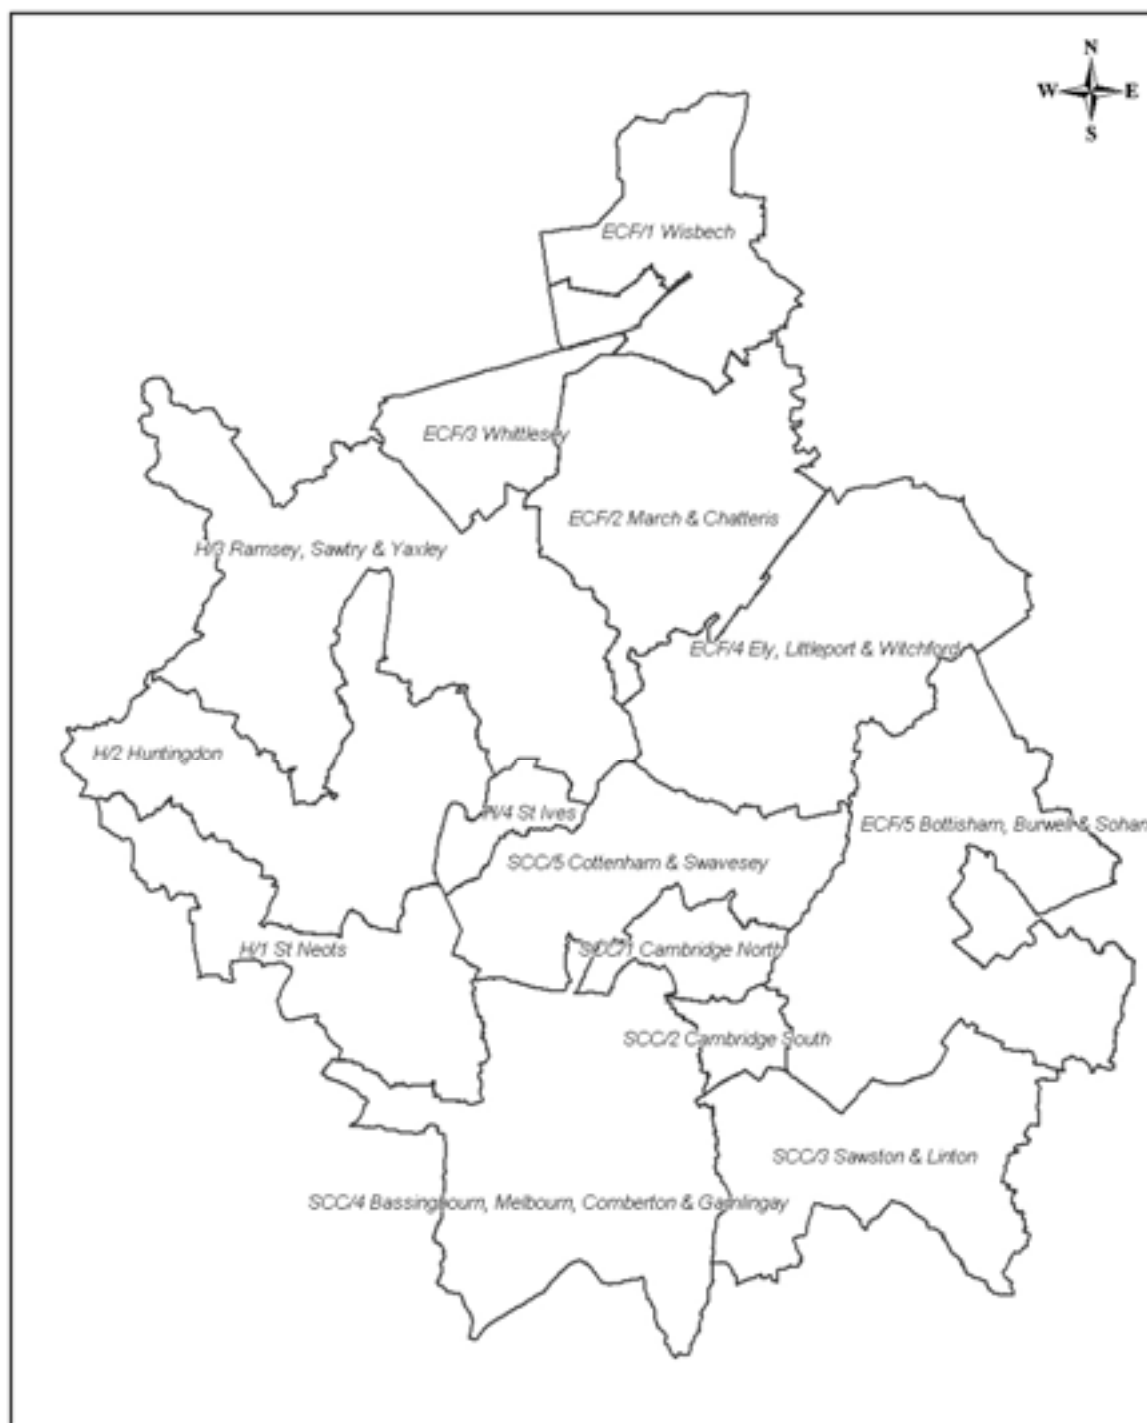 N
W E
S
ECF/1 Wisbech
ECF/3 Whittlesey
ECF/2 March & Chatteris
H/3 Ramsey, Sawtry & Yaxley
ECF/4 Ely, Littleport & Witchford
H/2 Huntingdon
H/4 St Ives
ECF/5 Bottisham, Burwell & Soham
SCC/5 Cottenham & Swavesey
H/1 St Neots
SCC/1 Cambridge North
SCC/2 Cambridge South
SCC/3 Sawston & Linton
SCC/4 Bassingbourn, Melbourn, Comberton & Gamlingay